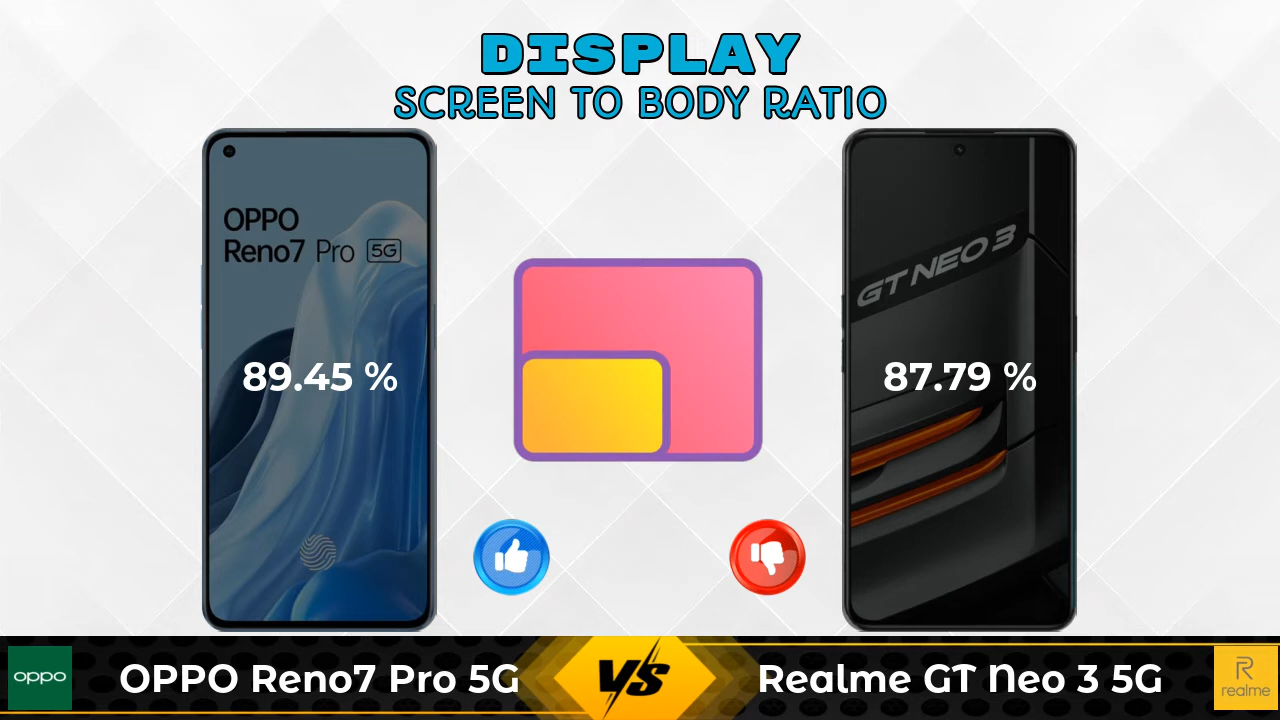 DISPLAY
SCREEN TO BODY RATIO
OPPO
Reno7 Pro 5G
GT NEO 3
89.45 %
87.79 %
oppo
OPPO Reno7 Pro 5G
VS
Realme GT Neo 3 5G
R
realme